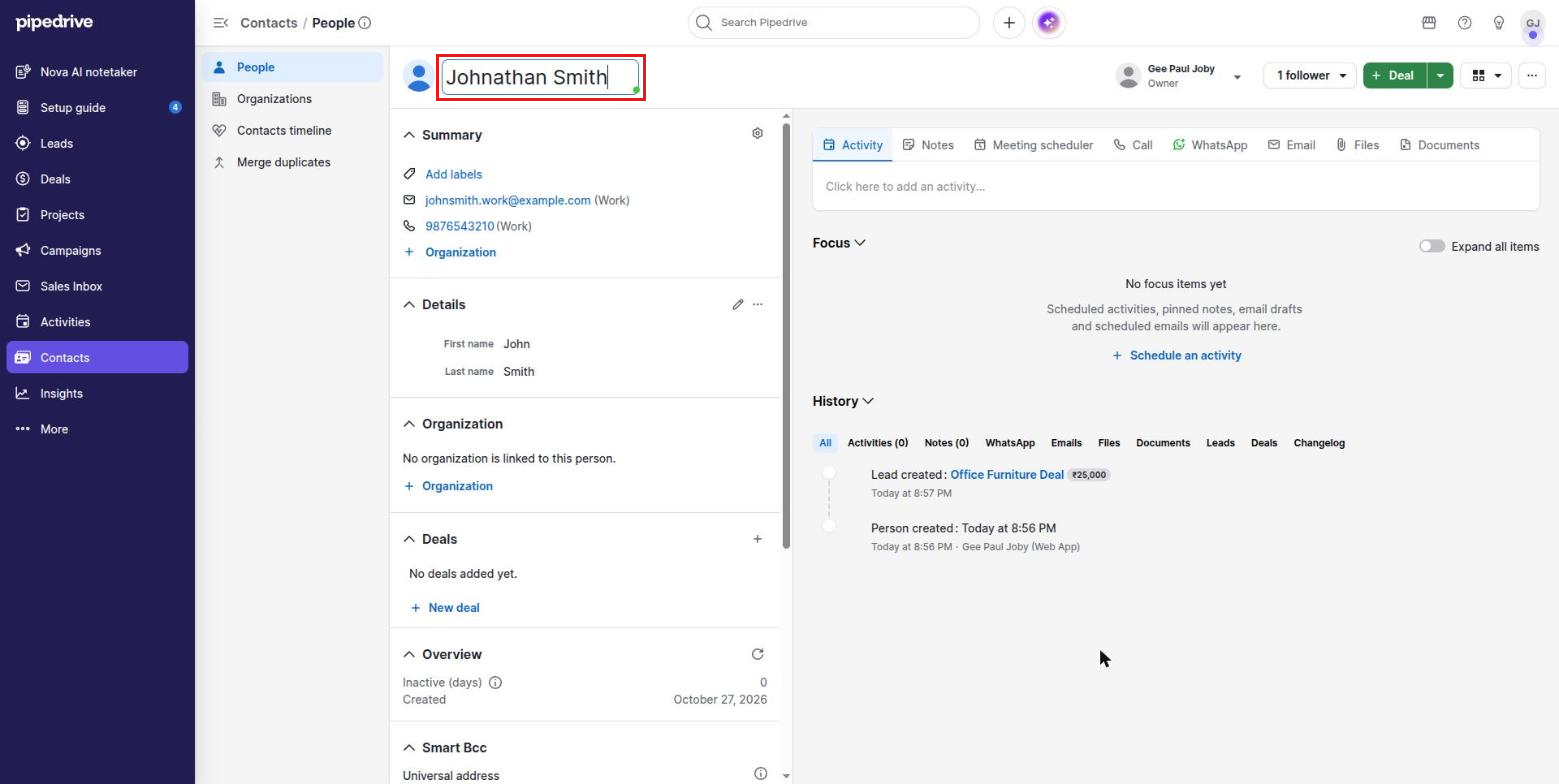 pipedrive
Contacts / People
Search Pipedrive
GJ
Nova AI notetaker
Setup guide 4
Leads
Deals
Projects
Campaigns
Sales Inbox
Activities
Contacts
Insights
More
People
Organizations
Contacts timeline
Merge duplicates
Johnathan Smith
Gee Paul Joby
Owner
1 follower
+ Deal
Summary
Add labels
johnsmith.work@example.com (Work)
9876543210 (Work)
+ Organization
Details
First name John
Last name Smith
Organization
No organization is linked to this person.
+ Organization
Deals
No deals added yet.
+ New deal
Overview
Inactive (days) 0
Created October 27, 2026
Smart Bcc
Universal address
Activity Notes Meeting scheduler Call WhatsApp Email Files Documents
Click here to add an activity...
Focus
Expand all items
No focus items yet
Scheduled activities, pinned notes, email drafts
and scheduled emails will appear here.
+ Schedule an activity
History
All Activities (0) Notes (0) WhatsApp Emails Files Documents Leads Deals Changelog
Lead created: Office Furniture Deal ₹25,000
Today at 8:57 PM
Person created: Today at 8:56 PM
Today at 8:56 PM · Gee Paul Joby (Web App)